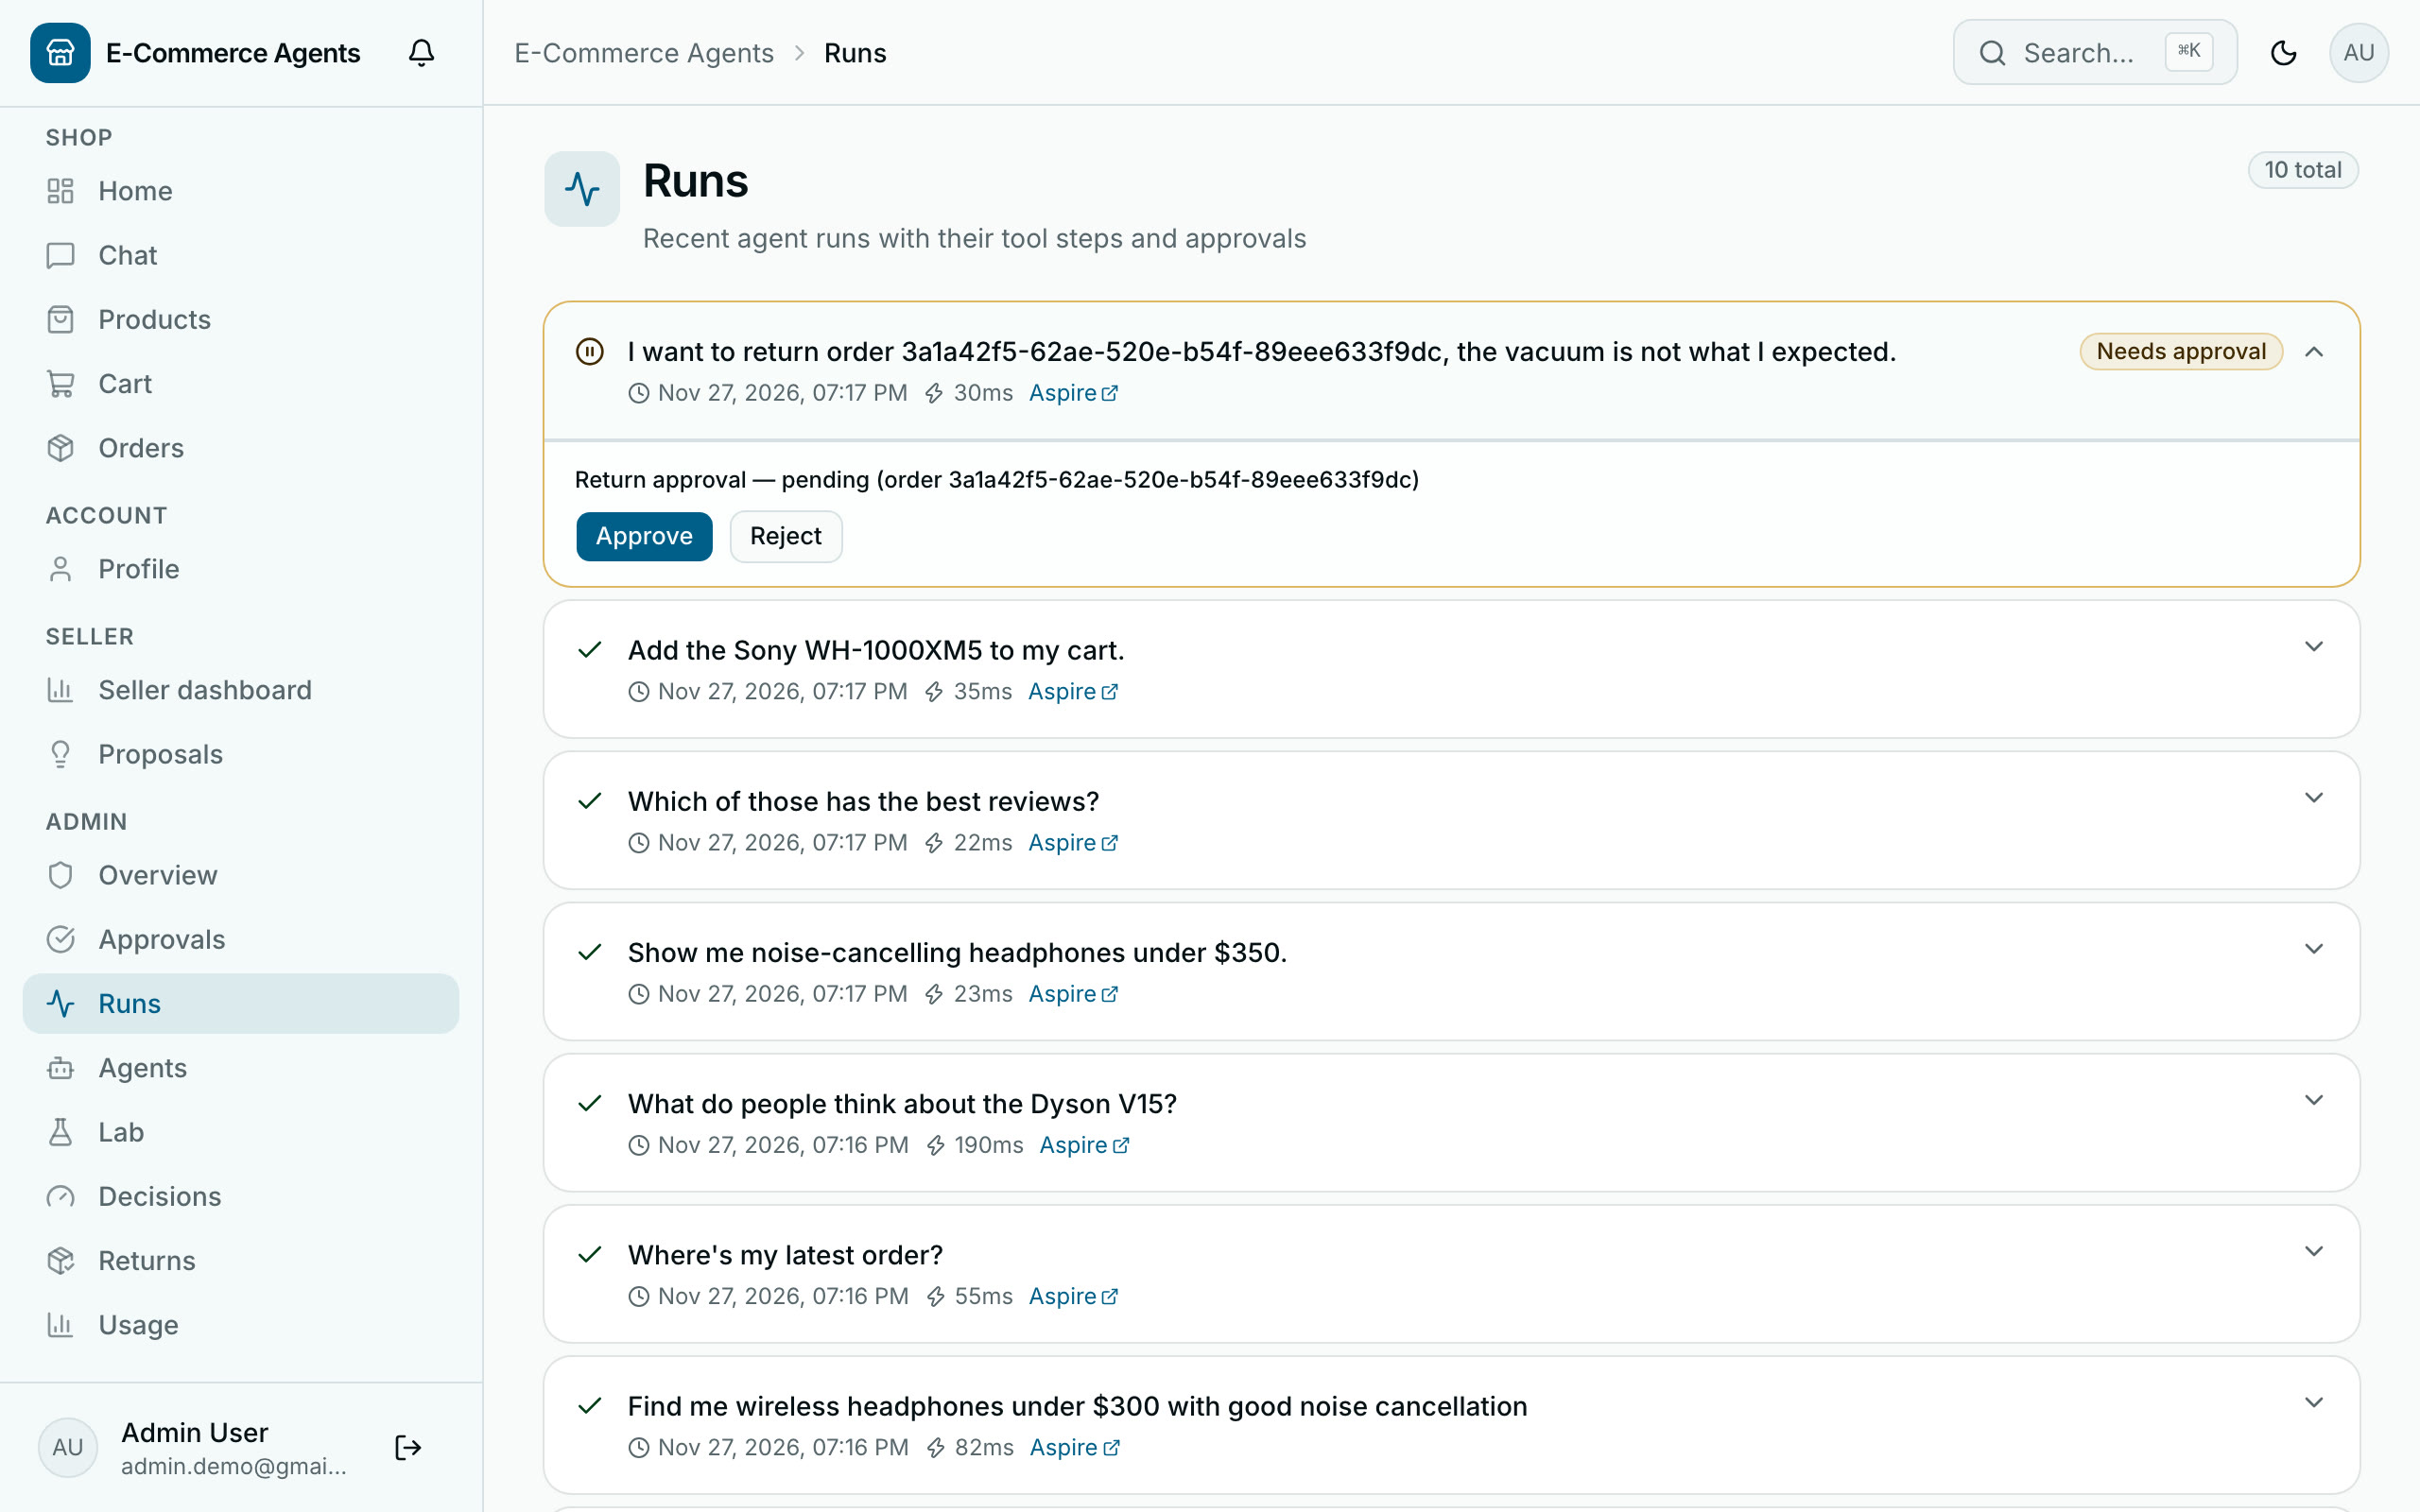 E-Commerce Agents
SHOP
Home
Chat
Products
Cart
Orders
ACCOUNT
Profile
SELLER
Seller dashboard
Proposals
ADMIN
Overview
Approvals
Runs
Agents
Lab
Decisions
Returns
Usage
AU
Admin User
admin.demo@gmai...
E-Commerce Agents > Runs
Search... ⌘K
AU
Runs
10 total
Recent agent runs with their tool steps and approvals
I want to return order 3a1a42f5-62ae-520e-b54f-89eee633f9dc, the vacuum is not what I expected.
Needs approval
Nov 27, 2026, 07:17 PM 30ms Aspire
Return approval — pending (order 3a1a42f5-62ae-520e-b54f-89eee633f9dc)
Approve Reject
Add the Sony WH-1000XM5 to my cart.
Nov 27, 2026, 07:17 PM 35ms Aspire
Which of those has the best reviews?
Nov 27, 2026, 07:17 PM 22ms Aspire
Show me noise-cancelling headphones under $350.
Nov 27, 2026, 07:17 PM 23ms Aspire
What do people think about the Dyson V15?
Nov 27, 2026, 07:16 PM 190ms Aspire
Where's my latest order?
Nov 27, 2026, 07:16 PM 55ms Aspire
Find me wireless headphones under $300 with good noise cancellation
Nov 27, 2026, 07:16 PM 82ms Aspire